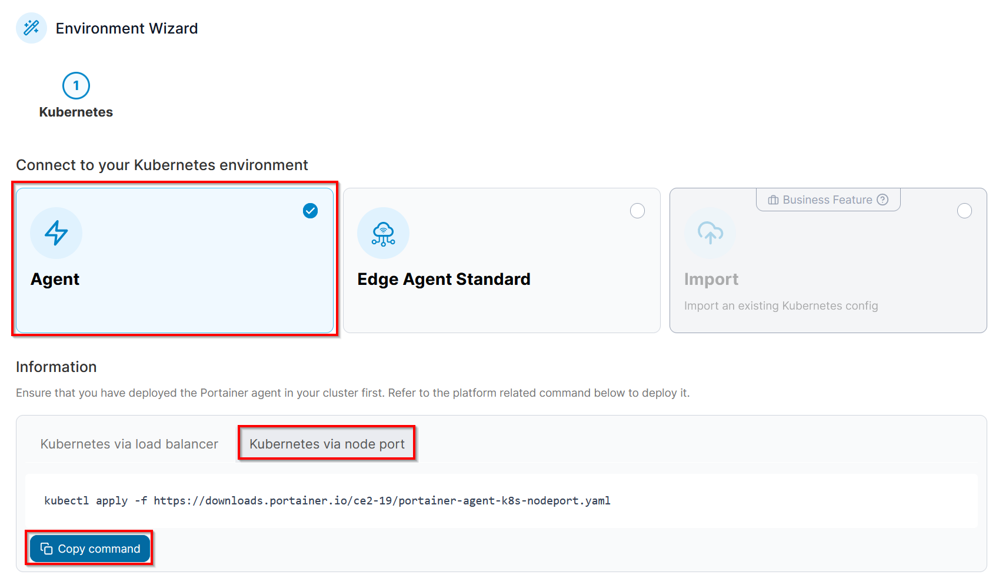 Environment Wizard
1
Kubernetes
Connect to your Kubernetes environment
Agent
Edge Agent Standard
Business Feature
Import
Import an existing Kubernetes config
Information
Ensure that you have deployed the Portainer agent in your cluster first. Refer to the platform related command below to deploy it.
Kubernetes via load balancer
Kubernetes via node port
kubectl apply -f https://downloads.portainer.io/ce2-19/portainer-agent-k8s-nodeport.yaml
Copy command